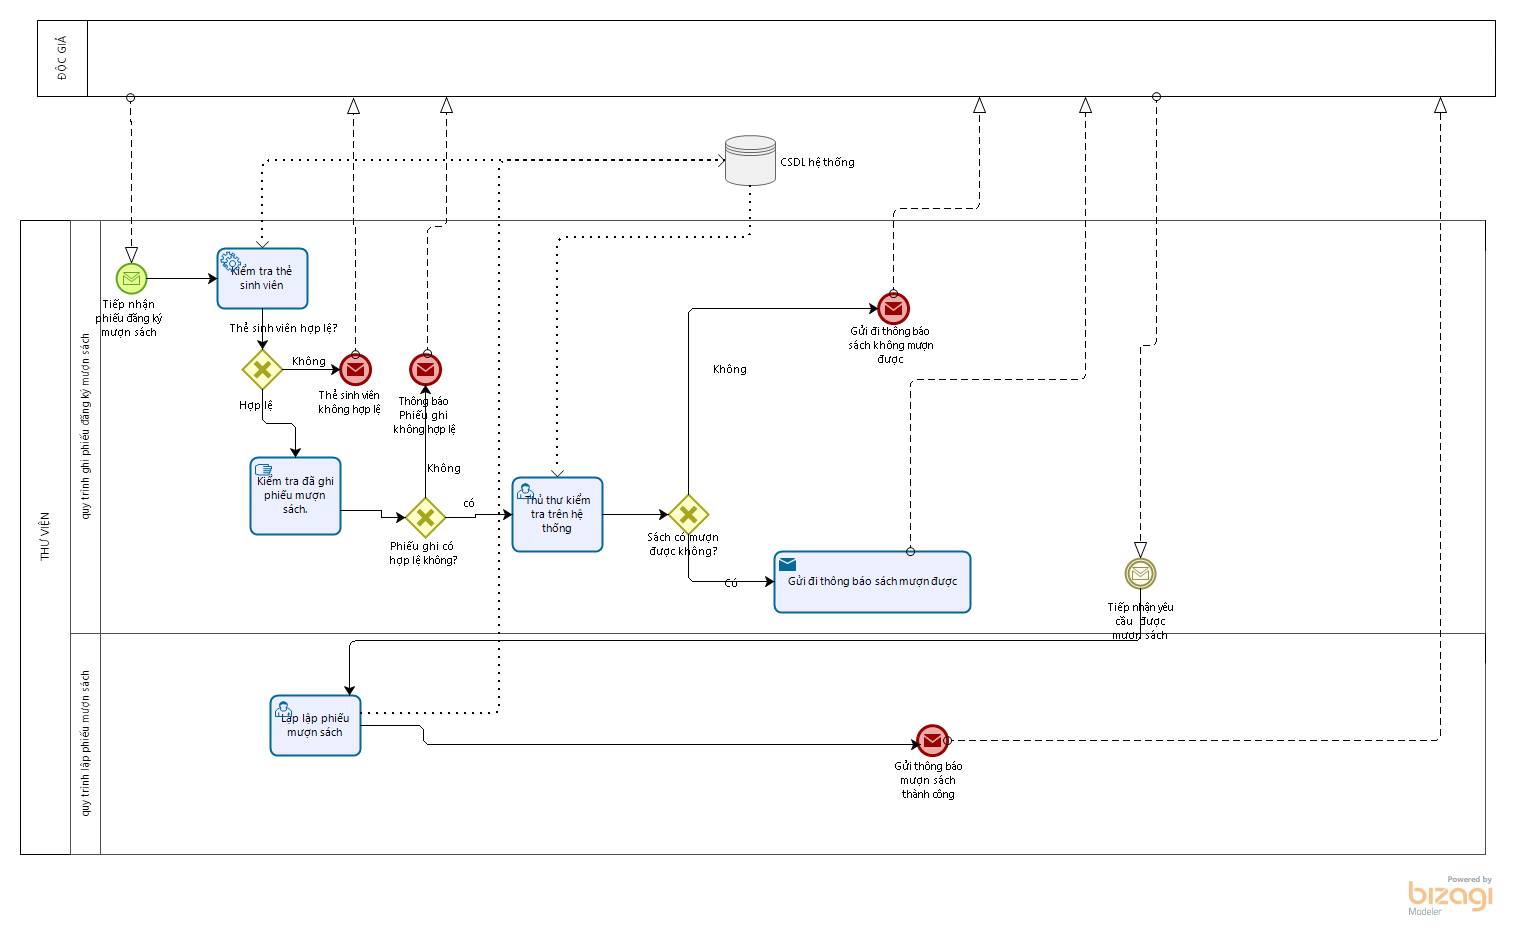 ĐỘC GIẢ
CSDL hệ thống
THƯ VIỆN
quy trình ghi phiếu đăng ký mượn sách
Tiếp nhận
phiếu đăng ký
mượn sách
Kiểm tra thẻ
sinh viên
Thẻ sinh viên hợp lệ?
Không
Hợp lệ
Thẻ sinh viên
không hợp lệ
Thông báo
Phiếu ghi
không hợp lệ
Không
Kiểm tra đã ghi
phiếu mượn
sách.
có
Phiếu ghi có
hợp lệ không?
Thủ thư kiểm
tra trên hệ
thống
Sách có mượn
được không?
Không
Gửi đi thông báo
sách không mượn
được
Có
Gửi đi thông báo sách mượn được
Tiếp nhận yêu
cầu được
mượn sách
quy trình lập phiếu mượn sách
Lập lập phiếu
mượn sách
Gửi thông báo
mượn sách
thành công
Powered by
bizagi
Modeler